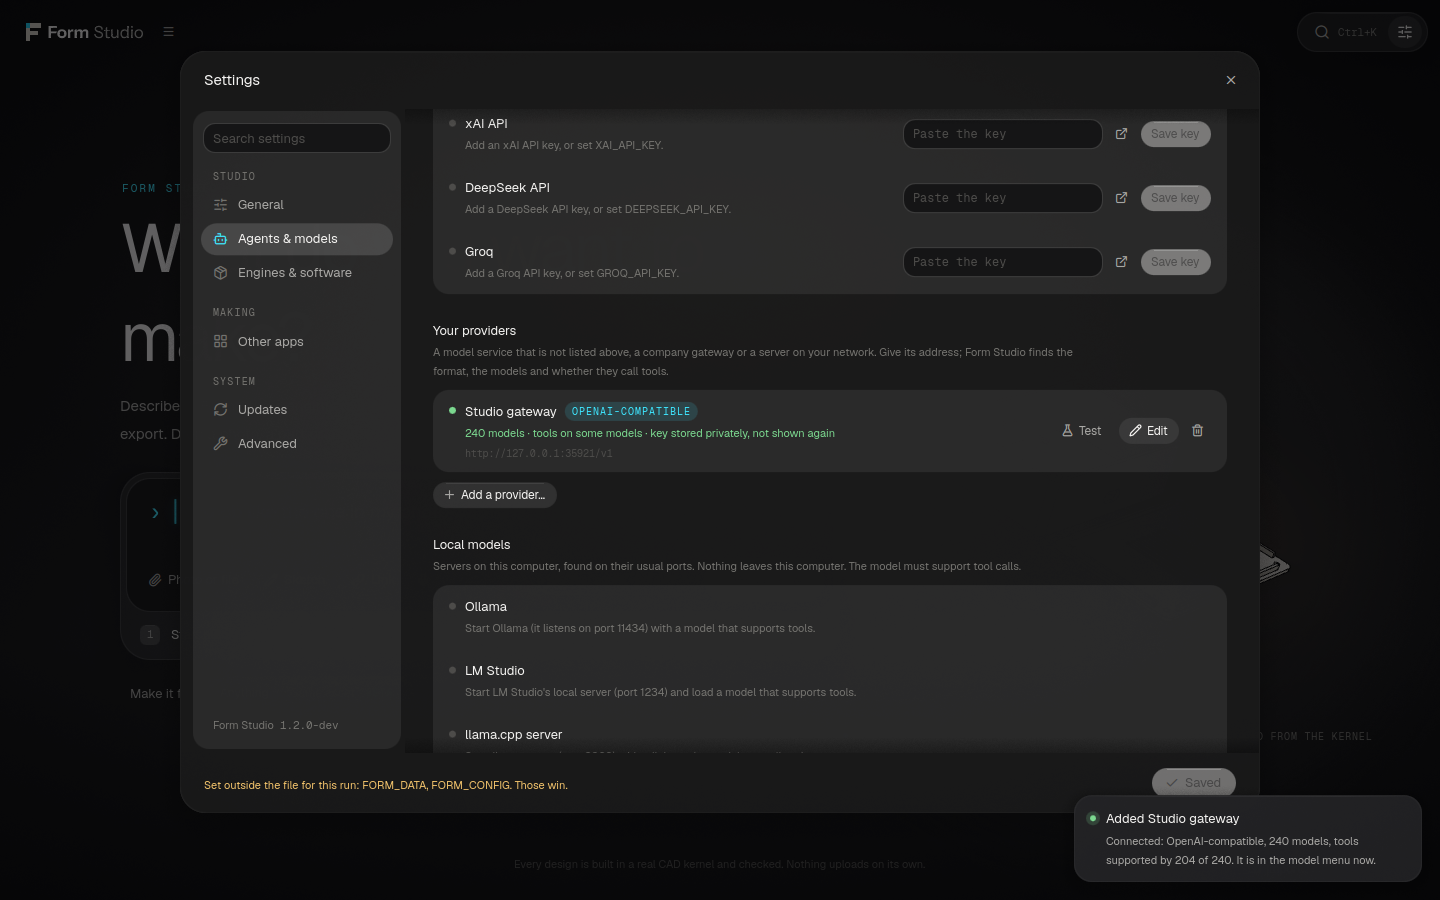 Form Studio
Ctrl+K
Settings
Search settings
STUDIO
General
Agents & models
Engines & software
MAKING
Other apps
SYSTEM
Updates
Advanced
Form Studio 1.2.0-dev
xAI API
Add an xAI API key, or set XAI_API_KEY.
Paste the key
Save key
DeepSeek API
Add a DeepSeek API key, or set DEEPSEEK_API_KEY.
Paste the key
Save key
Groq
Add a Groq API key, or set GROQ_API_KEY.
Paste the key
Save key
Your providers
A model service that is not listed above, a company gateway or a server on your network. Give its address; Form Studio finds the
format, the models and whether they call tools.
Studio gateway OPENAI-COMPATIBLE
240 models · tools on some models · key stored privately, not shown again
http://127.0.0.1:35921/v1
Test
Edit
Add a provider...
Local models
Servers on this computer, found on their usual ports. Nothing leaves this computer. The model must support tool calls.
Ollama
Start Ollama (it listens on port 11434) with a model that supports tools.
LM Studio
Start LM Studio's local server (port 1234) and load a model that supports tools.
llama.cpp server
Set outside the file for this run: FORM_DATA, FORM_CONFIG. Those win.
Saved
Added Studio gateway
Connected: OpenAI-compatible, 240 models, tools
supported by 204 of 240. It is in the model menu now.
FORM ST
W
ma
Describe
export. D
Ph
1 S
Make it f
FROM THE KERNEL
Every design is built in a real CAD kernel and checked. Nothing uploads on its own.